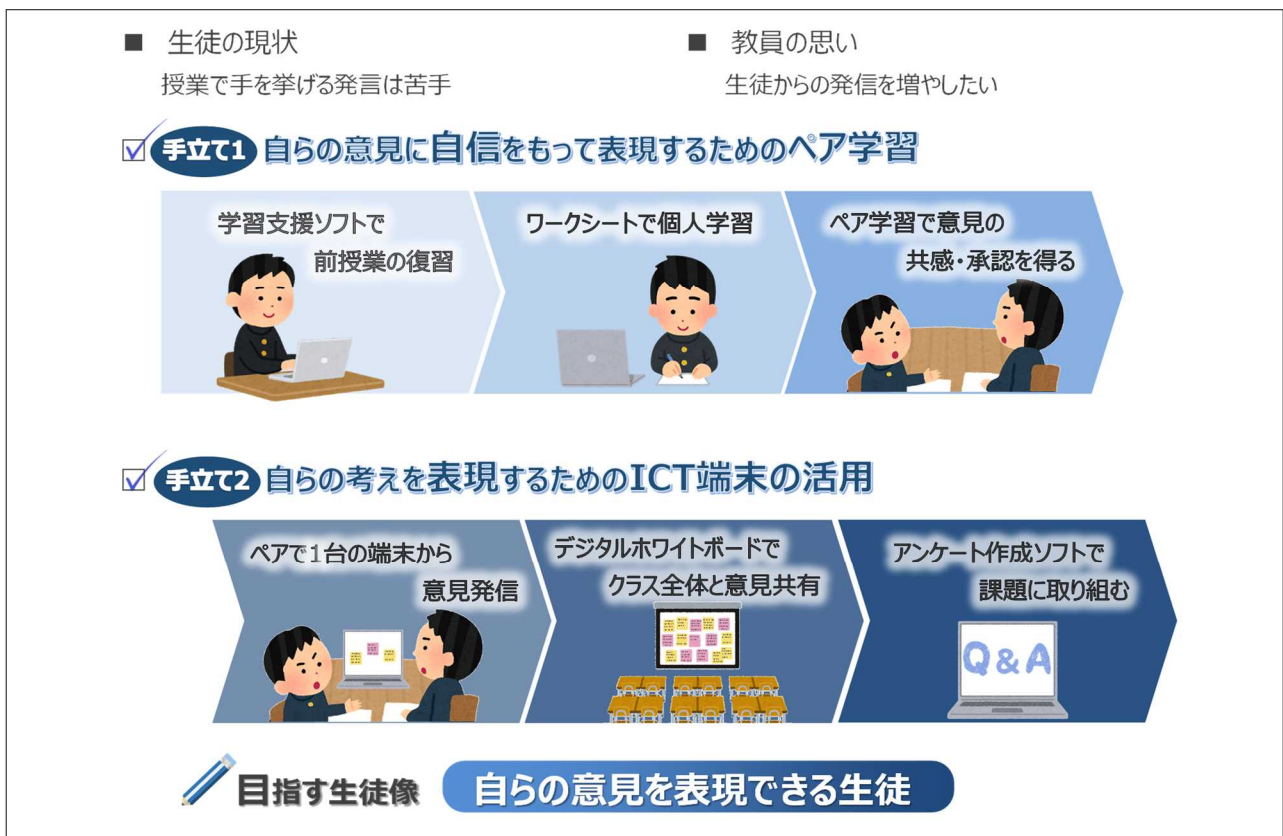 ■ 生徒の現状
授業で手を挙げる発言は苦手
■ 教員の思い
生徒からの発信を増やしたい
手立て1 自らの意見に自信をもって表現するためのペア学習
学習支援ソフトで
前授業の復習
ワークシートで個人学習
ペア学習で意見の
共感・承認を得る
手立て2 自らの考えを表現するためのICT端末の活用
ペアで1台の端末から
意見発信
デジタルホワイトボードで
クラス全体と意見共有
アンケート作成ソフトで
課題に取り組む
Q&A
目指す生徒像 自らの意見を表現できる生徒